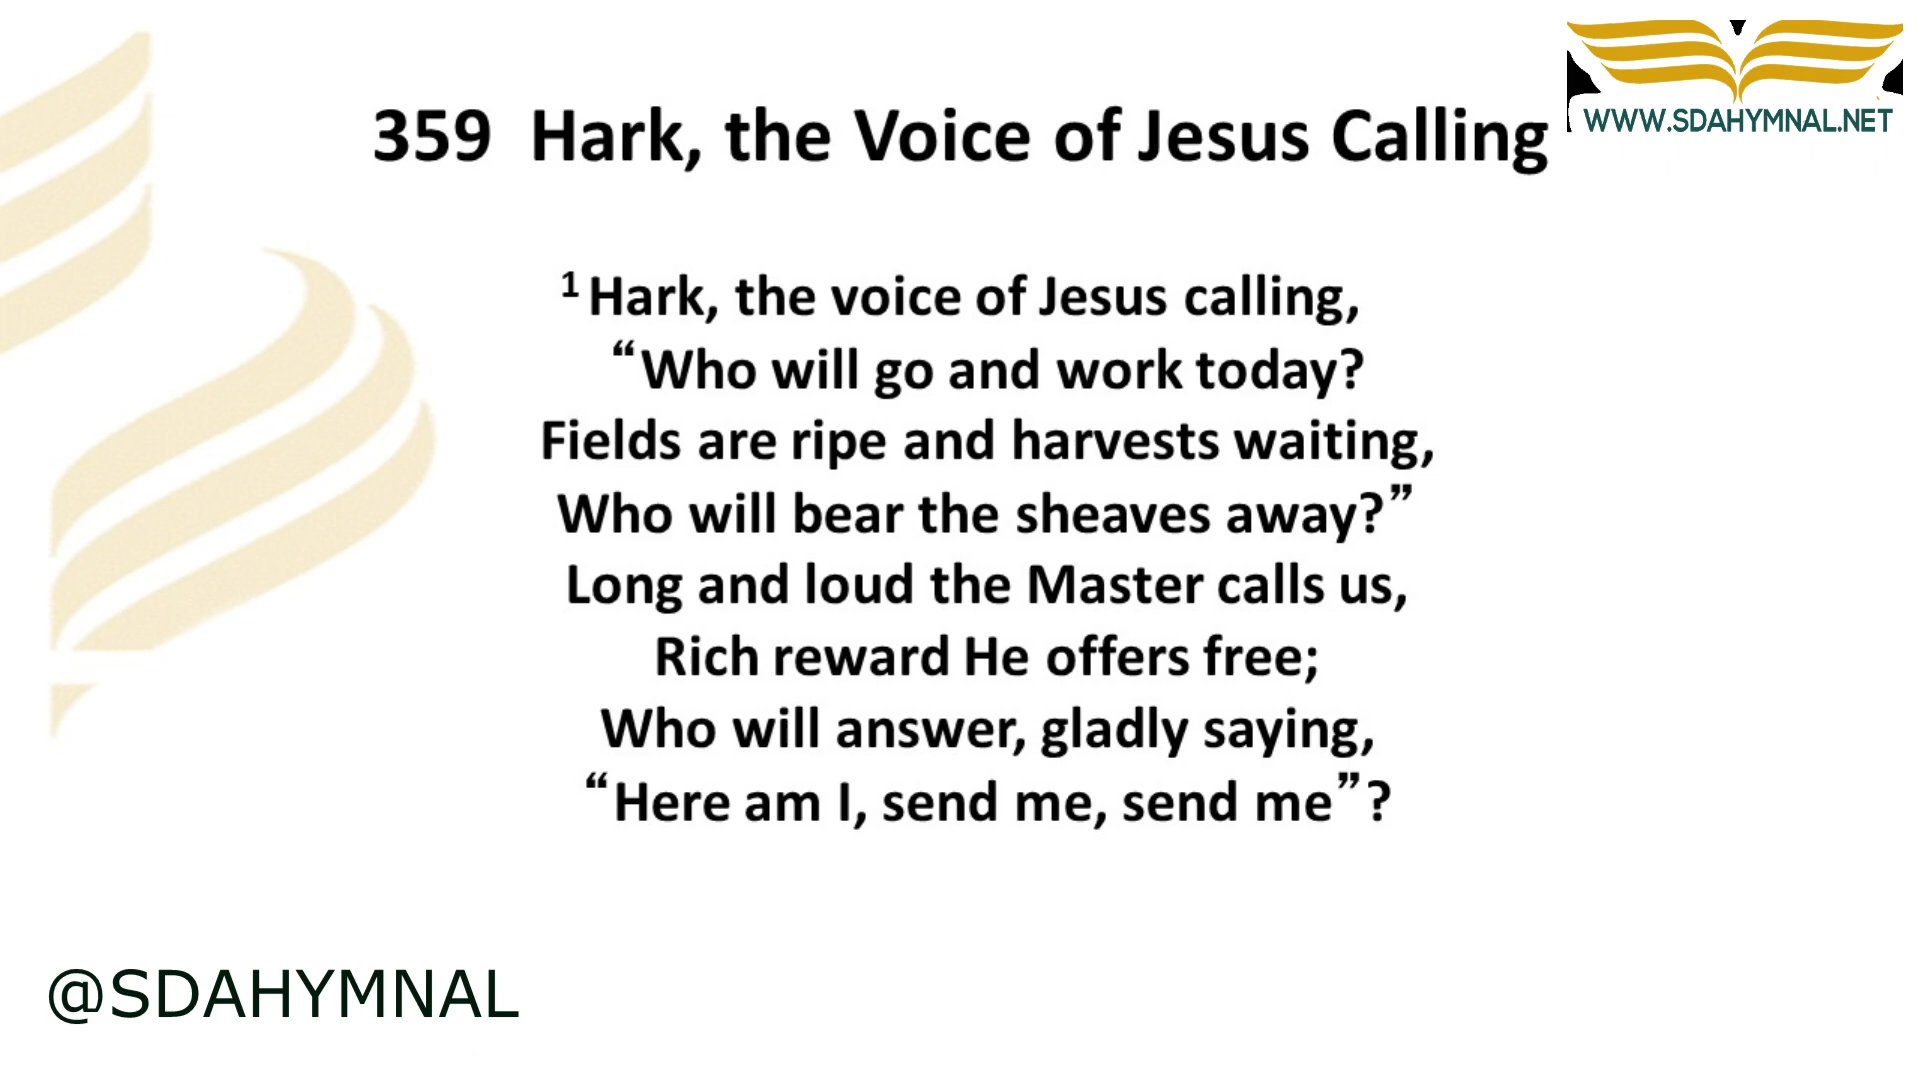 WWW.SDAHYMNAL.NET
359 Hark, the Voice of Jesus Calling
1 Hark, the voice of Jesus calling,
“Who will go and work today?
Fields are ripe and harvests waiting,
Who will bear the sheaves away?”
Long and loud the Master calls us,
Rich reward He offers free;
Who will answer, gladly saying,
“Here am I, send me, send me”?
@SDAHYMNAL